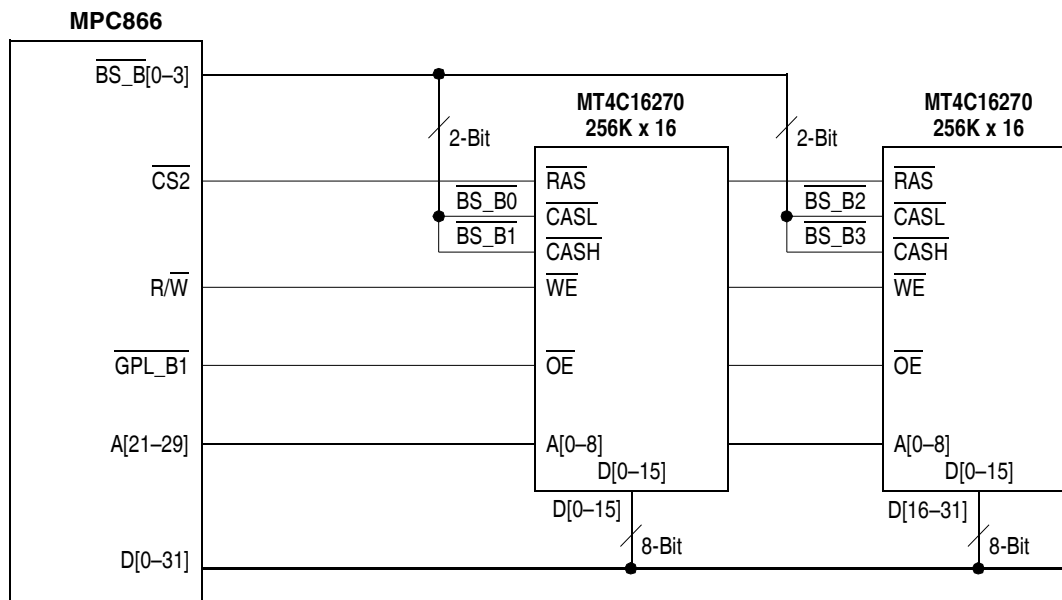 MPC866
BS_B[0–3]
MT4C16270
256K x 16
MT4C16270
256K x 16
2-Bit
2-Bit
CS2
RAS
RAS
BS_B0
CASL
BS_B2
CASL
BS_B1
CASH
BS_B3
CASH
R/W
WE
WE
GPL_B1
OE
OE
A[21–29]
A[0–8]
A[0–8]
D[0–15]
D[0–15]
D[0–15]
D[16–31]
8-Bit
8-Bit
D[0–31]